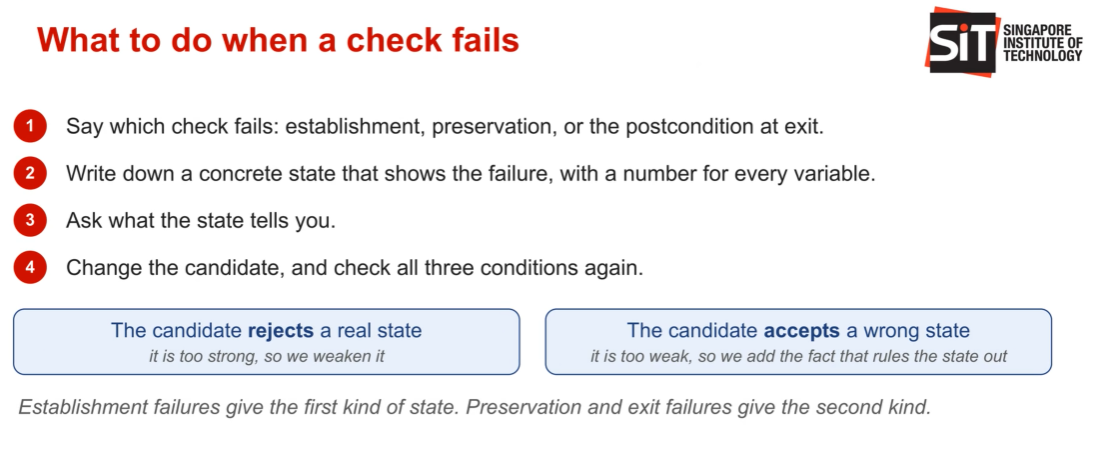 What to do when a check fails
SiT
SINGAPORE
INSTITUTE OF
TECHNOLOGY
1 Say which check fails: establishment, preservation, or the postcondition at exit.
2 Write down a concrete state that shows the failure, with a number for every variable.
3 Ask what the state tells you.
4 Change the candidate, and check all three conditions again.
The candidate rejects a real state
it is too strong, so we weaken it
The candidate accepts a wrong state
it is too weak, so we add the fact that rules the state out
Establishment failures give the first kind of state. Preservation and exit failures give the second kind.